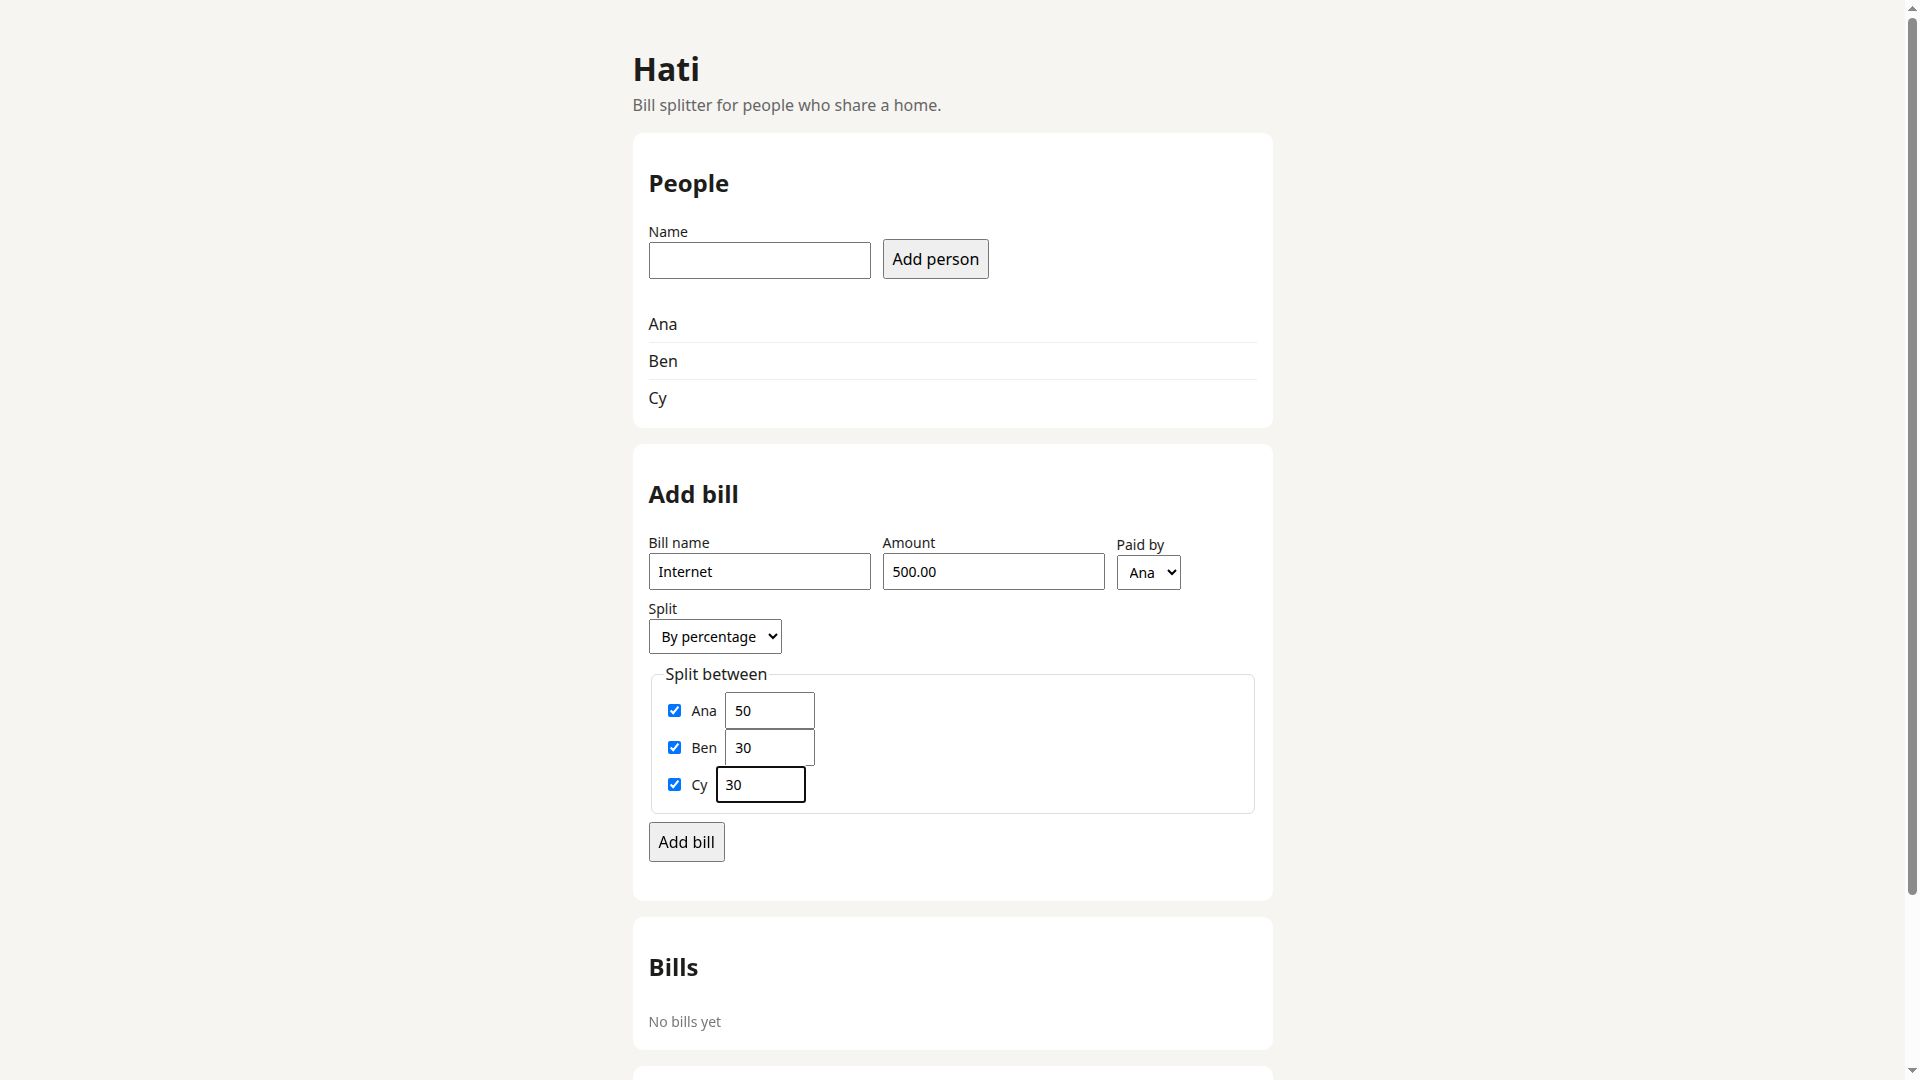 Hati
Bill splitter for people who share a home.
People
Name
Add person
Ana
Ben
Cy
Add bill
Bill name Amount Paid by
Internet 500.00 Ana
Split
By percentage
Split between
Ana 50
Ben 30
Cy 30
Add bill
Bills
No bills yet